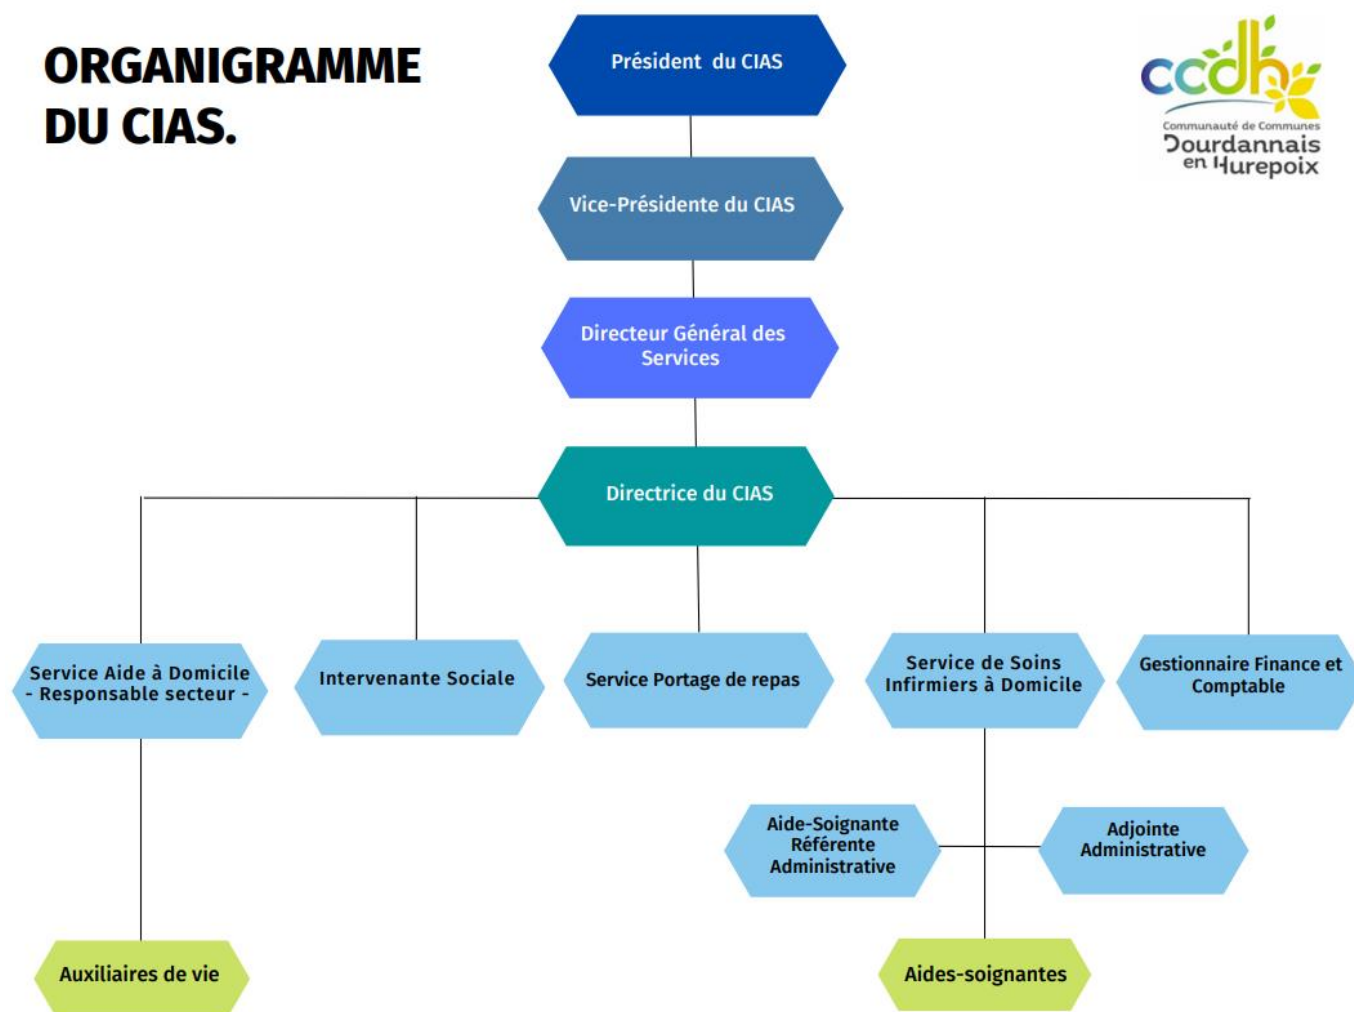 ORGANIGRAMME
DU CIAS.
Président du CIAS
ccdh
Communauté de Communes
Dourdannais
en Hurepoix
Vice-Présidente du CIAS
Directeur Général des
Services
Directrice du CIAS
Service Aide à Domicile
- Responsable secteur -
Intervenante Sociale
Service Portage de repas
Service de Soins
Infirmiers à Domicile
Gestionnaire Finance et
Comptable
Aide-Soignante
Référente
Administrative
Adjointe
Administrative
Auxiliaires de vie
Aides-soignantes